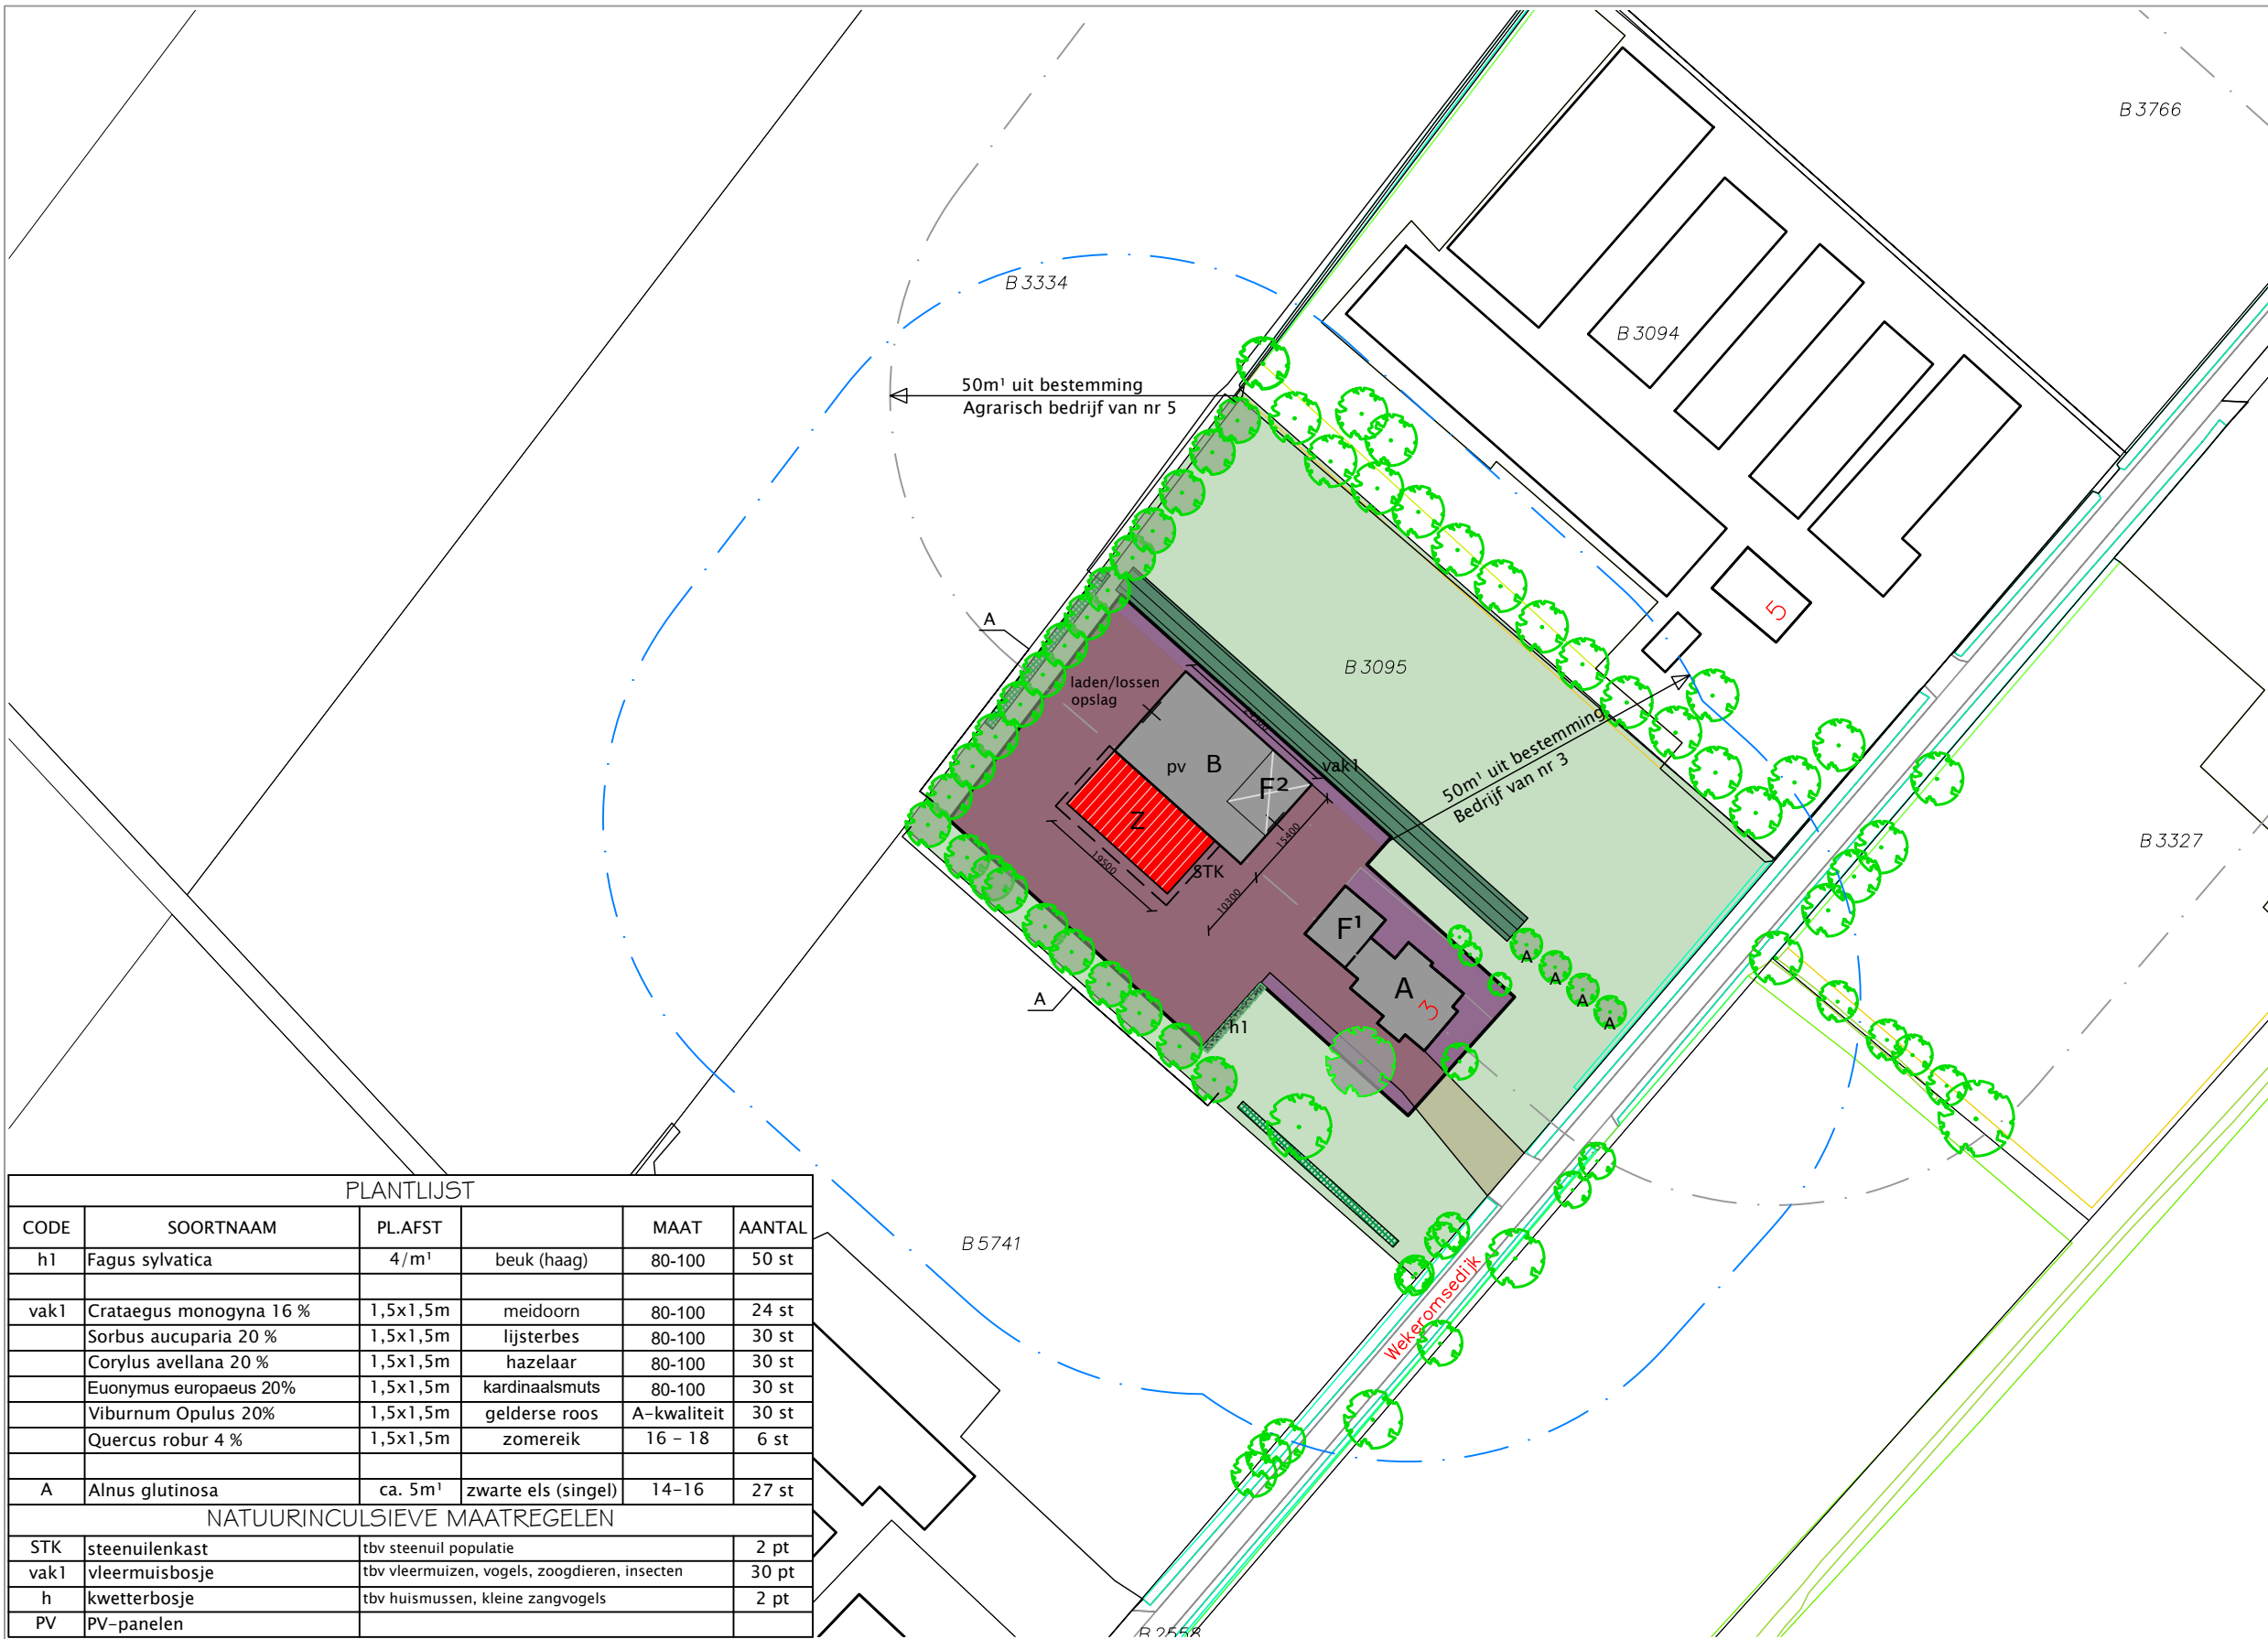 B 3766
B 3334
B 3094
50m¹ uit bestemming
Agrarisch bedrijf van nr 5
5
A
B 3095
laden/lossen
opslag
50m¹ uit bestemming
Bedrijf van nr 3
pv
B
F²
vak1
Z
15400
19500
STK
10300
B 3327
F¹
A
3
A
A
A
A
A
h1
Wekeromsedijk
B 5741
B 2558
PLANTLIJST
CODE SOORTNAAM PL.AFST MAAT AANTAL
h1 Fagus sylvatica 4/m¹ beuk (haag) 80-100 50 st
vak1 Crataegus monogyna 16 % 1,5x1,5m meidoorn 80-100 24 st
Sorbus aucuparia 20 % 1,5x1,5m lijsterbes 80-100 30 st
Corylus avellana 20 % 1,5x1,5m hazelaar 80-100 30 st
Euonymus europaeus 20% 1,5x1,5m kardinaalsmuts 80-100 30 st
Viburnum Opulus 20% 1,5x1,5m gelderse roos A-kwaliteit 30 st
Quercus robur 4 % 1,5x1,5m zomereik 16 - 18 6 st
A Alnus glutinosa ca. 5m¹ zwarte els (singel) 14-16 27 st
NATUURINCULSIEVE MAATREGELEN
STK steenuilenkast tbv steenuil populatie 2 pt
vak1 vleermuisbosje tbv vleermuizen, vogels, zoogdieren, insecten 30 pt
h kwetterbosje tbv huismussen, kleine zangvogels 2 pt
PV PV-panelen